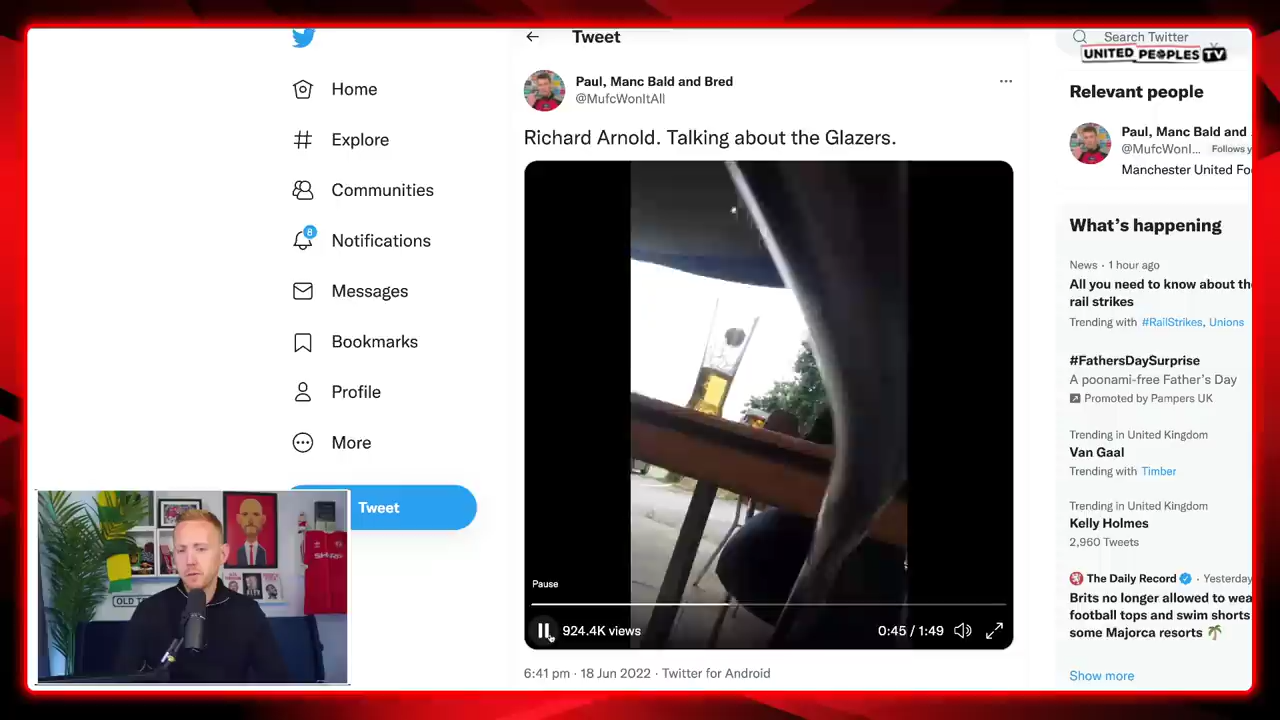 Tweet
Search Twitter
UNITED PEOPLES TV
Home
Explore
Communities
8
Notifications
Messages
Bookmarks
Profile
More
Tweet
Paul, Manc Bald and Bred
@MufcWonItAll
Richard Arnold. Talking about the Glazers.
Pause
924.4K views
0:45 / 1:49
6:41 pm · 18 Jun 2022 · Twitter for Android
Relevant people
Paul, Manc Bald and
@MufcWonI... Follows y
Manchester United Fo
What's happening
News · 1 hour ago
All you need to know about the
rail strikes
Trending with #RailStrikes, Unions
#FathersDaySurprise
A poonami-free Father's Day
Promoted by Pampers UK
Trending in United Kingdom
Van Gaal
Trending with Timber
Trending in United Kingdom
Kelly Holmes
2,960 Tweets
The Daily Record · Yesterday
Brits no longer allowed to wea
football tops and swim shorts
some Majorca resorts
Show more
OLD T
SHARP